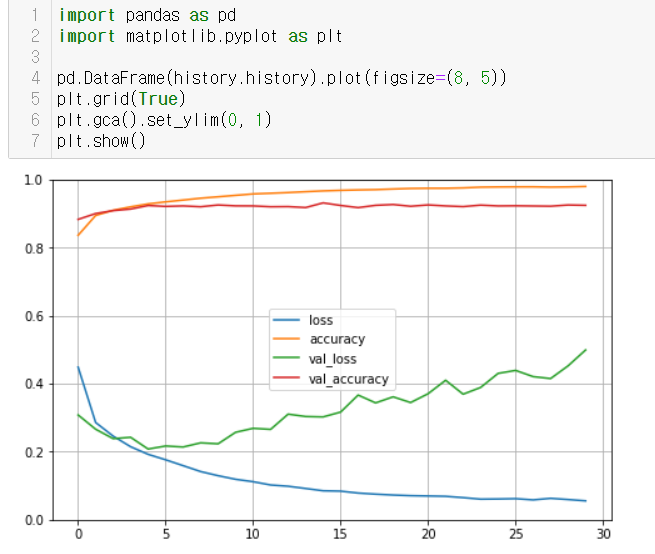 1 import pandas as pd
2 import matplotlib.pyplot as plt
3
4 pd.DataFrame(history.history).plot(figsize=(8, 5))
5 plt.grid(True)
6 plt.gca().set_ylim(0, 1)
7 plt.show()
1.0
0.8
0.6
0.4
0.2
0.0
loss
accuracy
val_loss
val_accuracy
0 5 10 15 20 25 30